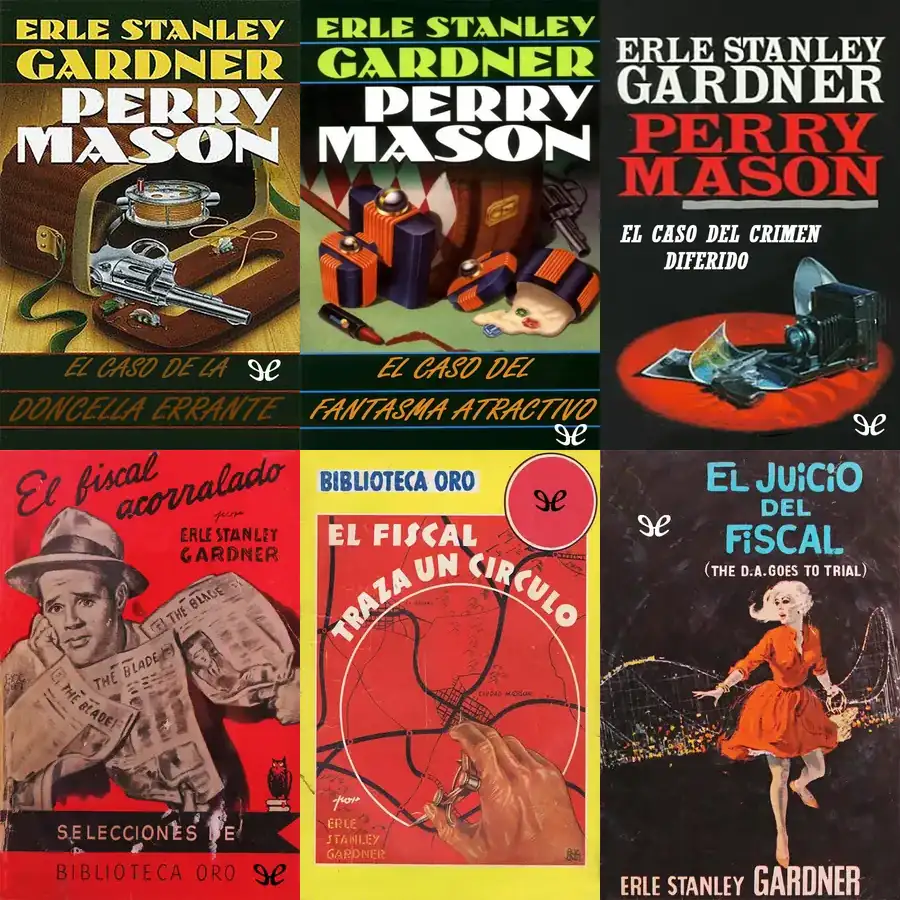 ERLE STANLEY
GARDNER
PERRY
MASON
EL CASO DE LA
DONCELLA ERRANTE
ERLE STANLEY
GARDNER
PERRY
MASON
EL CASO DEL
FANTASMA ATRACTIVO
ERLE STANLEY
GARDNER
PERRY
MASON
EL CASO DEL CRIMEN
DIFERIDO
El fiscal
acorralado
por
ERLE STANLEY
GARDNER
THE BLADE
THE BLADE
THE BLADE
SELECCIONES DE
BIBLIOTECA ORO
BIBLIOTECA ORO
EL FISCAL
TRAZA UN CIRCULO
por
ERLE
STANLEY
GARDNER
EL JUiCiO
DEL
FiSCAL
(THE D.A. GOES TO TRIAL)
ERLE STANLEY GARDNER